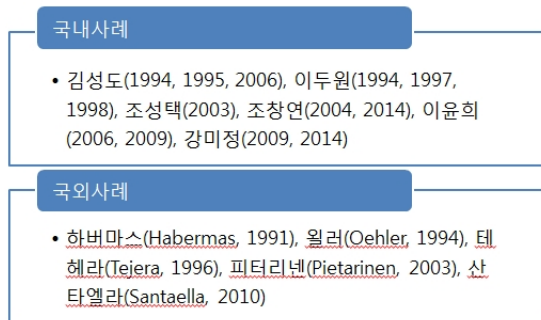 국내사례
• 김성도(1994, 1995, 2006), 이두원(1994, 1997,
1998), 조성택(2003), 조창연(2004, 2014), 이윤희
(2006, 2009), 강미정(2009, 2014)
국외사례
• 하버마스(Habermas, 1991), 욀러(Oehler, 1994), 테
헤라(Tejera, 1996), 피터리넨(Pietarinen, 2003), 산
타엘라(Santaella, 2010)